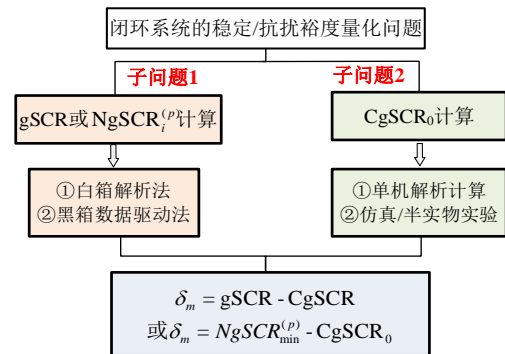 闭环系统的稳定/抗扰裕度量化问题
子问题1
子问题2
gSCR或NgSCR_i^(p)计算
CgSCR₀计算
①白箱解析法
②黑箱数据驱动法
①单机解析计算
②仿真/半实物实验
δ_m = gSCR - CgSCR
或δ_m = NgSCR_min^(p) - CgSCR₀